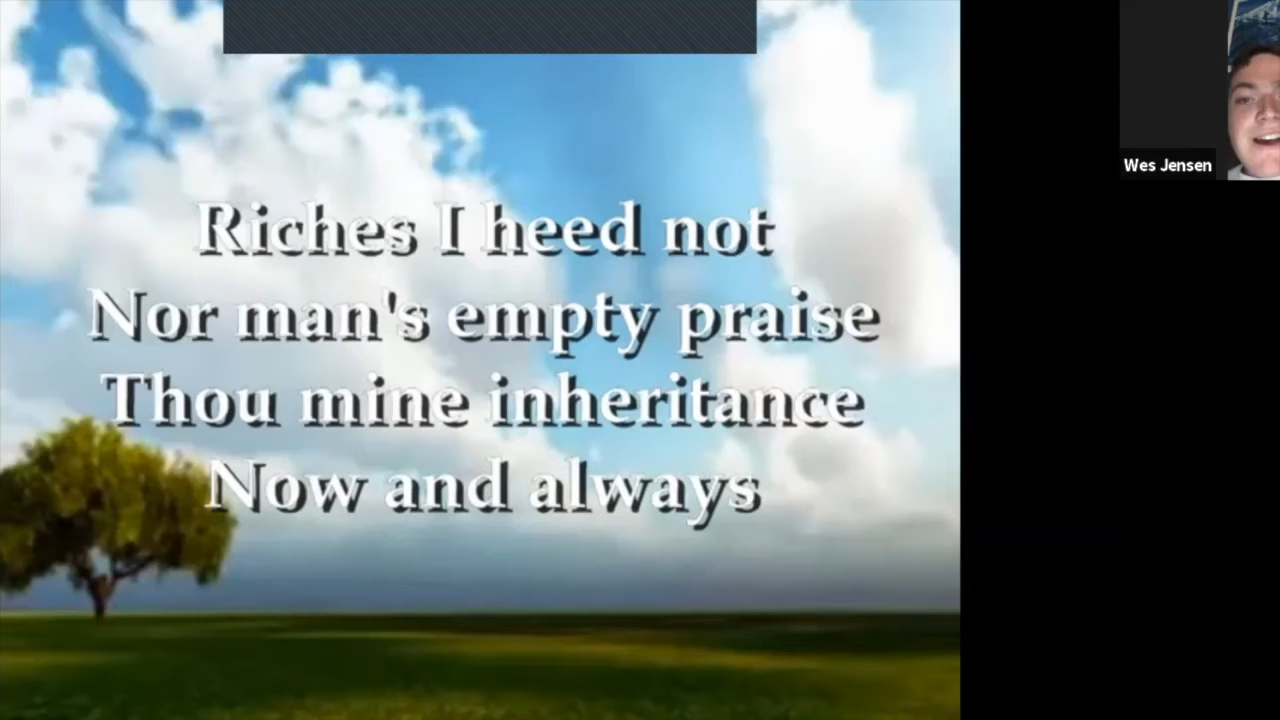 Riches I heed not
Nor man's empty praise
Thou mine inheritance
Now and always
Wes Jensen